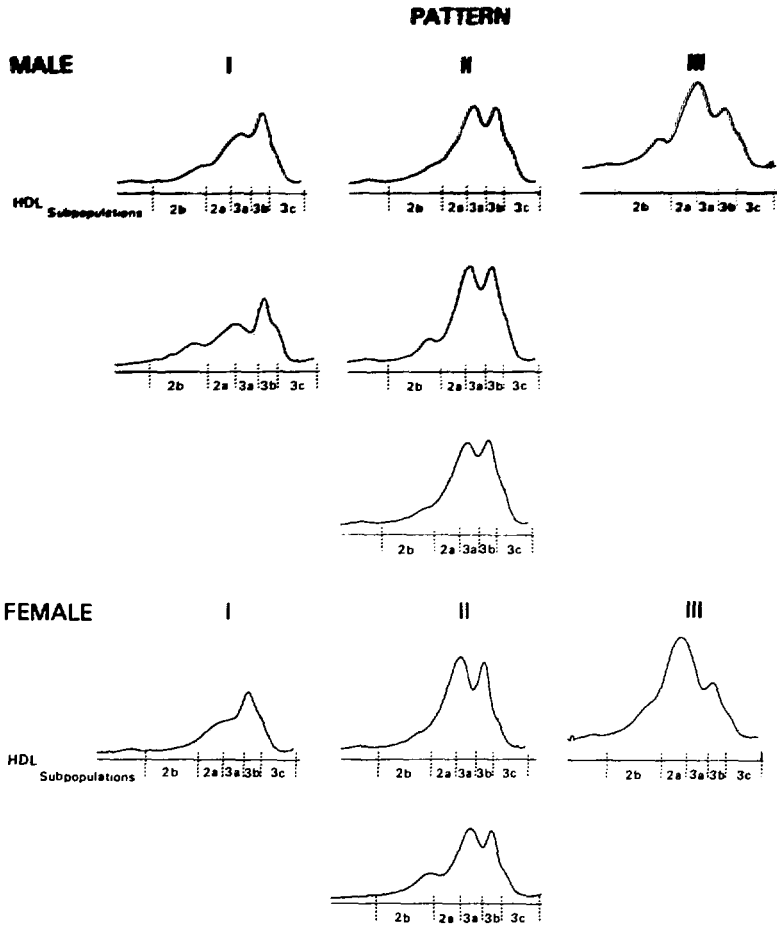 PATTERN
MALE I II III
HDL Subpopulations 2b 2a 3a 3b 3c 2b 2a 3a 3b 3c 2b 2a 3a 3b 3c
2b 2a 3a 3b 3c 2b 2a 3a 3b 3c
2b 2a 3a 3b 3c
FEMALE I II III
HDL Subpopulations 2b 2a 3a 3b 3c 2b 2a 3a 3b 3c 2b 2a 3a 3b 3c
2b 2a 3a 3b 3c